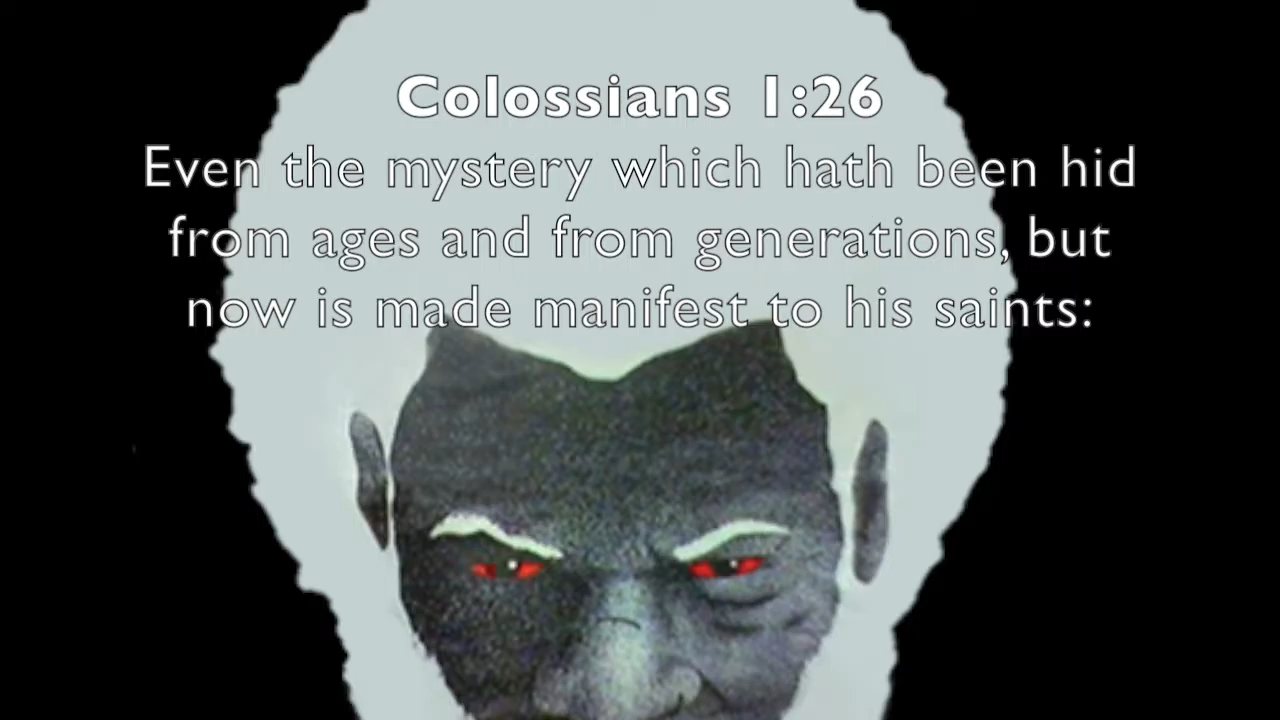 Colossians 1:26
Even the mystery which hath been hid
from ages and from generations, but
now is made manifest to his saints: